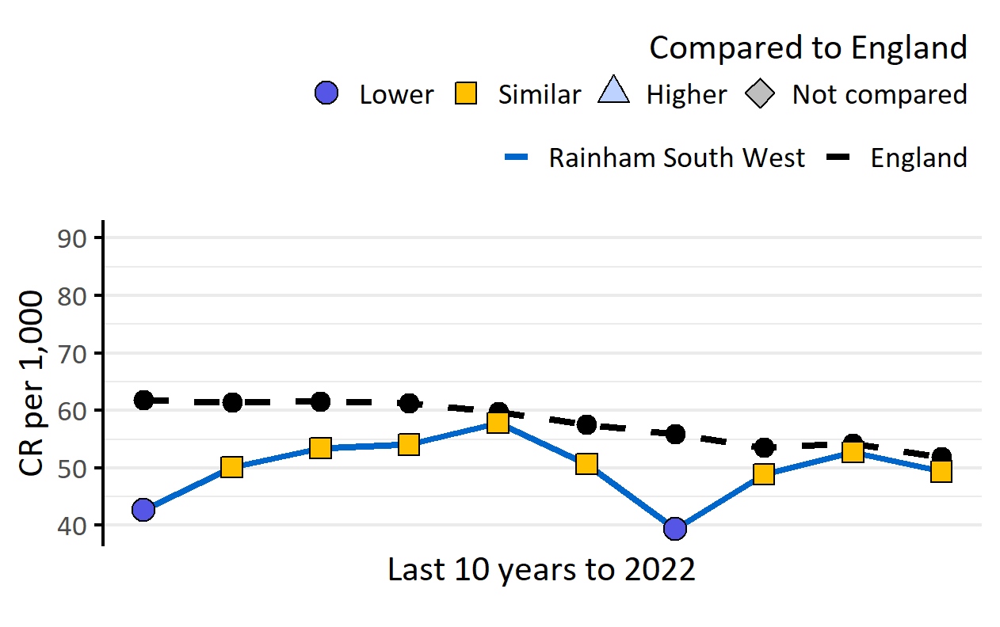 Compared to England
Lower Similar Higher Not compared
Rainham South West England
90
80
70
60
50
40
CR per 1,000
Last 10 years to 2022